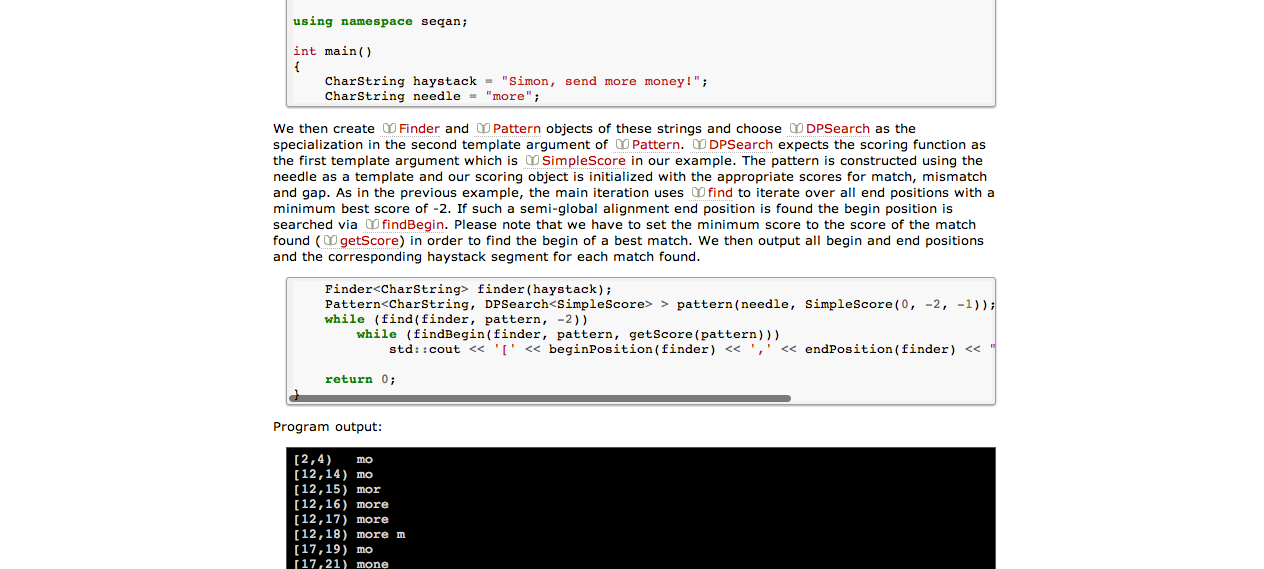 using namespace seqan;
int main()
{
    CharString haystack = "Simon, send more money!";
    CharString needle = "more";
We then create Finder and Pattern objects of these strings and choose DPSearch as the
specialization in the second template argument of Pattern. DPSearch expects the scoring function as
the first template argument which is SimpleScore in our example. The pattern is constructed using the
needle as a template and our scoring object is initialized with the appropriate scores for match, mismatch
and gap. As in the previous example, the main iteration uses find to iterate over all end positions with a
minimum best score of -2. If such a semi-global alignment end position is found the begin position is
searched via findBegin. Please note that we have to set the minimum score to the score of the match
found (getScore) in order to find the begin of a best match. We then output all begin and end positions
and the corresponding haystack segment for each match found.
    Finder<CharString> finder(haystack);
    Pattern<CharString, DPSearch<SimpleScore> > pattern(needle, SimpleScore(0, -2, -1));
    while (find(finder, pattern, -2))
        while (findBegin(finder, pattern, getScore(pattern)))
            std::cout << '[' << beginPosition(finder) << ',' << endPosition(finder) << "
    return 0;
}
Program output:
[2,4)   mo
[12,14) mo
[12,15) mor
[12,16) more
[12,17) more
[12,18) more m
[17,19) mo
[17,21) mone